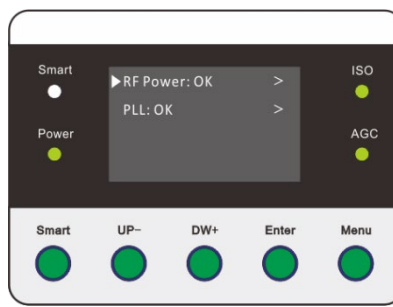 Smart
ISO
▶RF Power: OK >
PLL: OK >
Power
AGC
Smart UP− DW+ Enter Menu